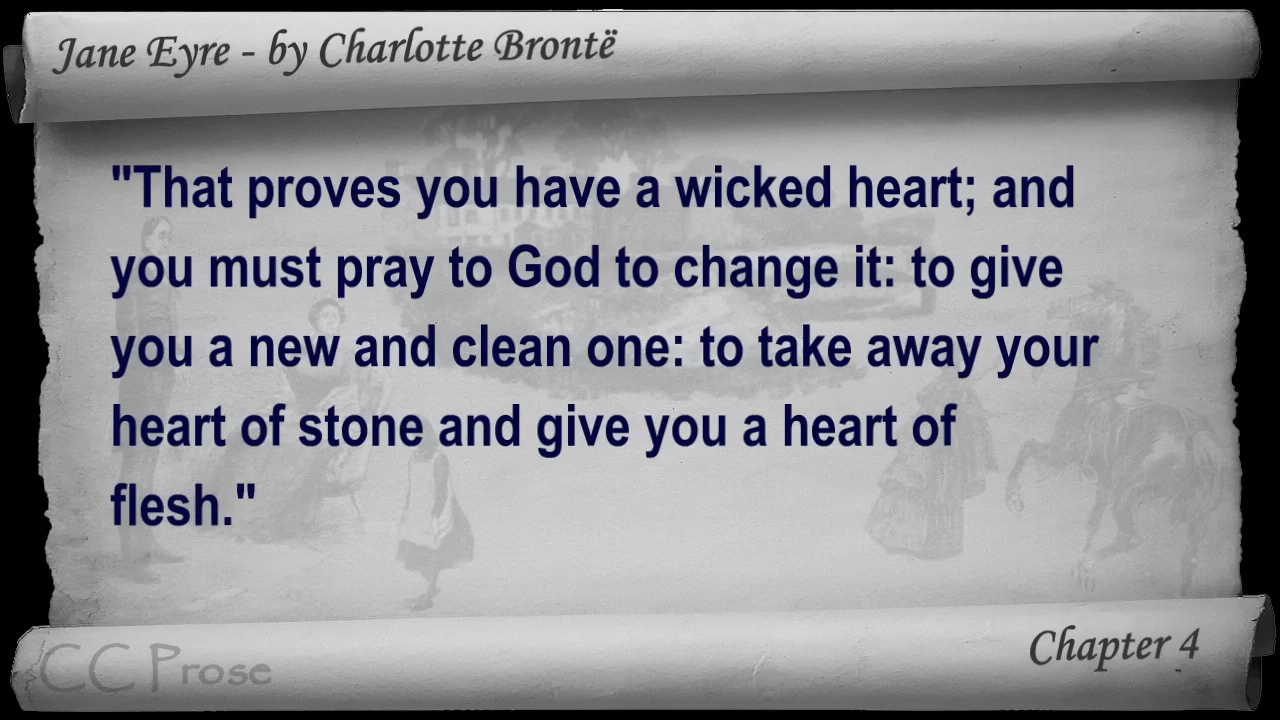 Jane Eyre - by Charlotte Brontë
"That proves you have a wicked heart; and
you must pray to God to change it: to give
you a new and clean one: to take away your
heart of stone and give you a heart of
flesh."
Chapter 4
CC Prose